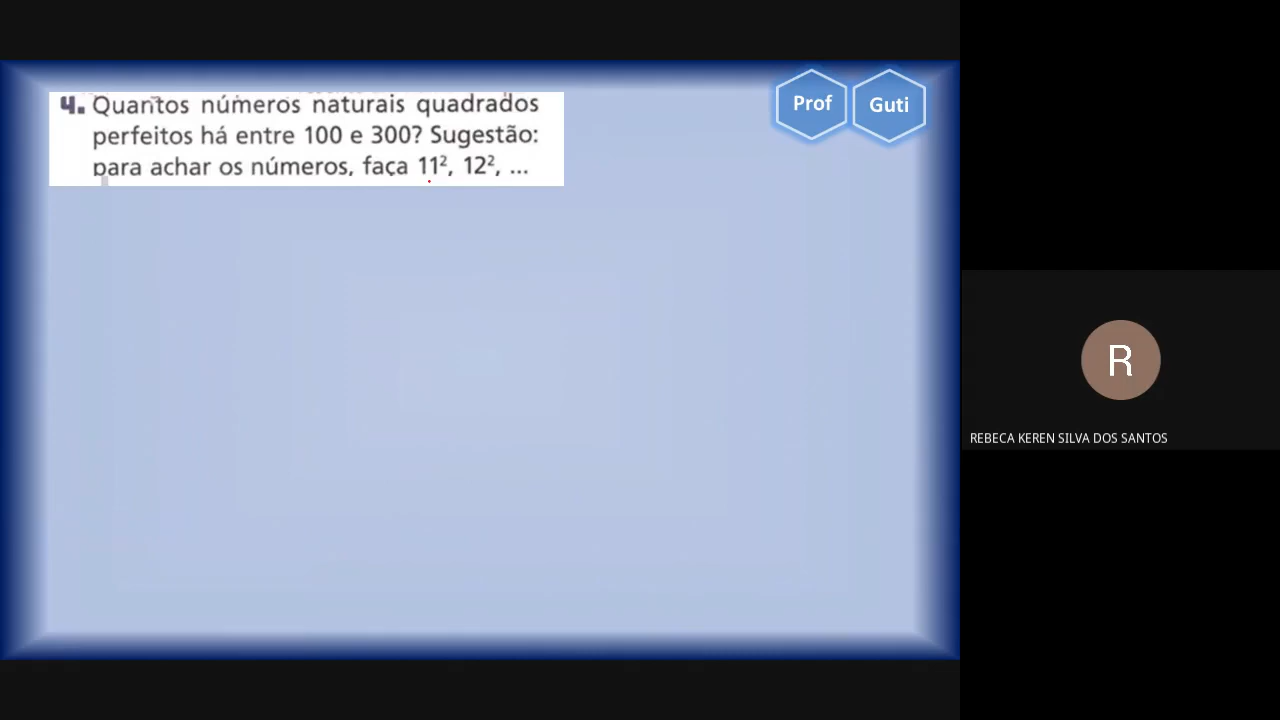 4. Quantos números naturais quadrados
perfeitos há entre 100 e 300? Sugestão:
para achar os números, faça 11², 12², ...
Prof
Guti
R
REBECA KEREN SILVA DOS SANTOS